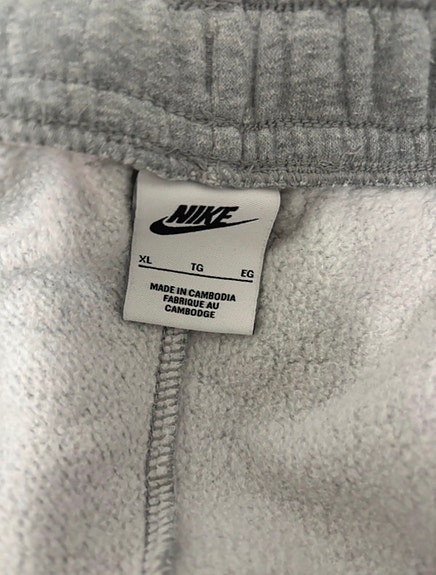 NIKE
XL TG EG
MADE IN CAMBODIA
FABRIQUE AU
CAMBODGE